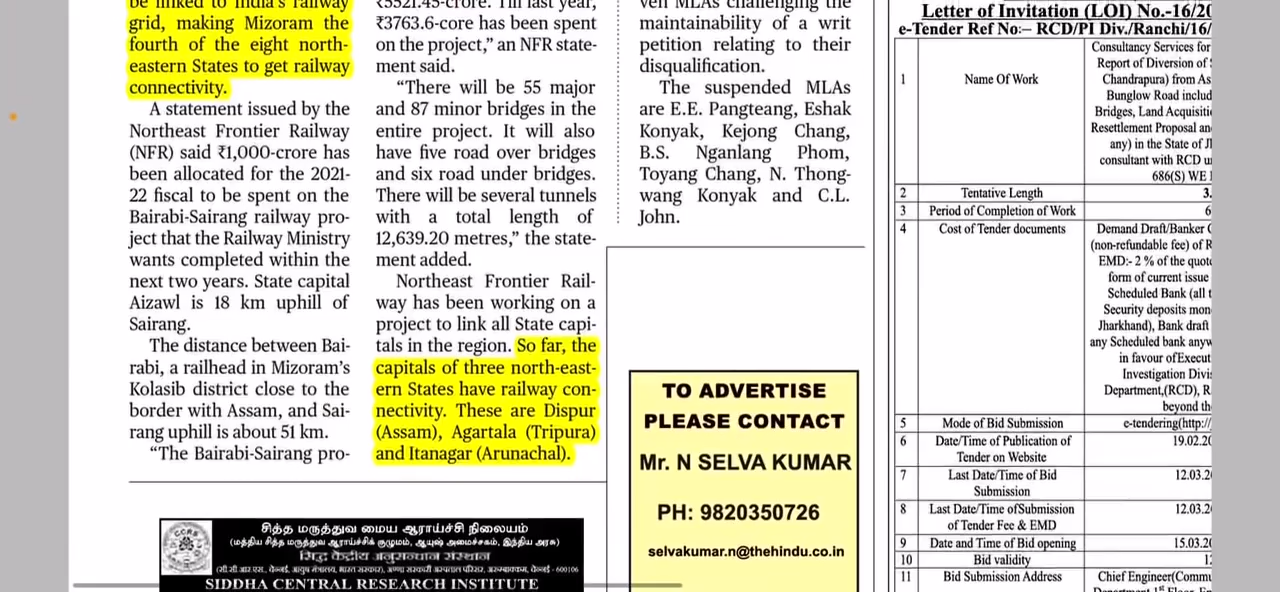 be linked to India's railway
grid, making Mizoram the
fourth of the eight north-
eastern States to get railway
connectivity.
A statement issued by the
Northeast Frontier Railway
(NFR) said ₹1,000-crore has
been allocated for the 2021-
22 fiscal to be spent on the
Bairabi-Sairang railway pro-
ject that the Railway Ministry
wants completed within the
next two years. State capital
Aizawl is 18 km uphill of
Sairang.
The distance between Bai-
rabi, a railhead in Mizoram's
Kolasib district close to the
border with Assam, and Sai-
rang uphill is about 51 km.
"The Bairabi-Sairang pro-
₹5521.45-crore. Till last year,
₹3763.6-core has been spent
on the project," an NFR state-
ment said.
"There will be 55 major
and 87 minor bridges in the
entire project. It will also
have five road over bridges
and six road under bridges.
There will be several tunnels
with a total length of
12,639.20 metres," the state-
ment added.
Northeast Frontier Rail-
way has been working on a
project to link all State capi-
tals in the region. So far, the
capitals of three north-east-
ern States have railway con-
nectivity. These are Dispur
(Assam), Agartala (Tripura)
and Itanagar (Arunachal).
ven MLAs challenging the
maintainability of a writ
petition relating to their
disqualification.
The suspended MLAs
are E.E. Pangteang, Eshak
Konyak, Kejong Chang,
B.S. Nganlang Phom,
Toyang Chang, N. Thong-
wang Konyak and C.L.
John.
TO ADVERTISE
PLEASE CONTACT
Mr. N SELVA KUMAR
PH: 9820350726
selvakumar.n@thehindu.co.in
சித்த மருத்துவ மைய ஆராய்ச்சி நிலையம்
(மத்திய சித்த மருத்துவ ஆராய்ச்சிக் குழுமம், ஆயுஷ் அமைச்சகம், இந்திய அரசு)
सिद्ध केंद्रीय अनुसन्धान संस्थान
SIDDHA CENTRAL RESEARCH INSTITUTE
Letter of Invitation (LOI) No.-16/20
e-Tender Ref No:– RCD/PI Div./Ranchi/16/
1 Name Of Work
Consultancy Services for
Report of Diversion of
Chandrapura) from As
Bunglow Road includ
Bridges, Land Acquisiti
Resettlement Proposal an
any) in the State of J
consultant with RCD u
686(S) WE
2 Tentative Length 3.
3 Period of Completion of Work 6
4 Cost of Tender documents
Demand Draft/Banker
(non-refundable fee) of R
EMD:- 2 % of the quot
form of current issue
Scheduled Bank (all t
Security deposits mon
Jharkhand), Bank draft
any Scheduled bank anyw
in favour ofExecut
Investigation Divis
Department,(RCD), R
beyond th
5 Mode of Bid Submission e-tendering(http://
6 Date/Time of Publication of 19.02.20
Tender on Website
7 Last Date/Time of Bid 12.03.2
Submission
8 Last Date/Time ofSubmission 12.03.2
of Tender Fee & EMD
9 Date and Time of Bid opening 15.03.2
10 Bid validity 1
11 Bid Submission Address Chief Engineer(Commu